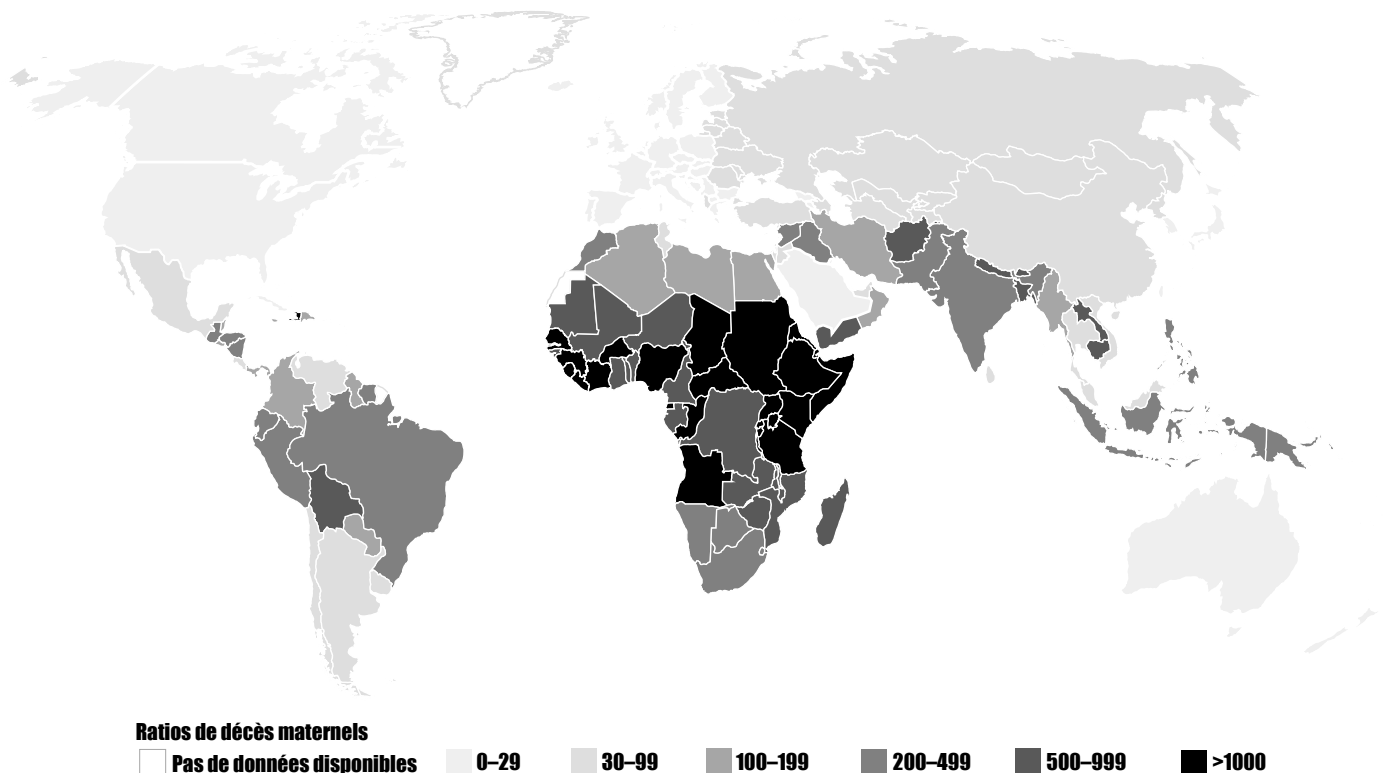 Ratios de décès maternels
Pas de données disponibles 0–29 30–99 100–199 200–499 500–999 >1000